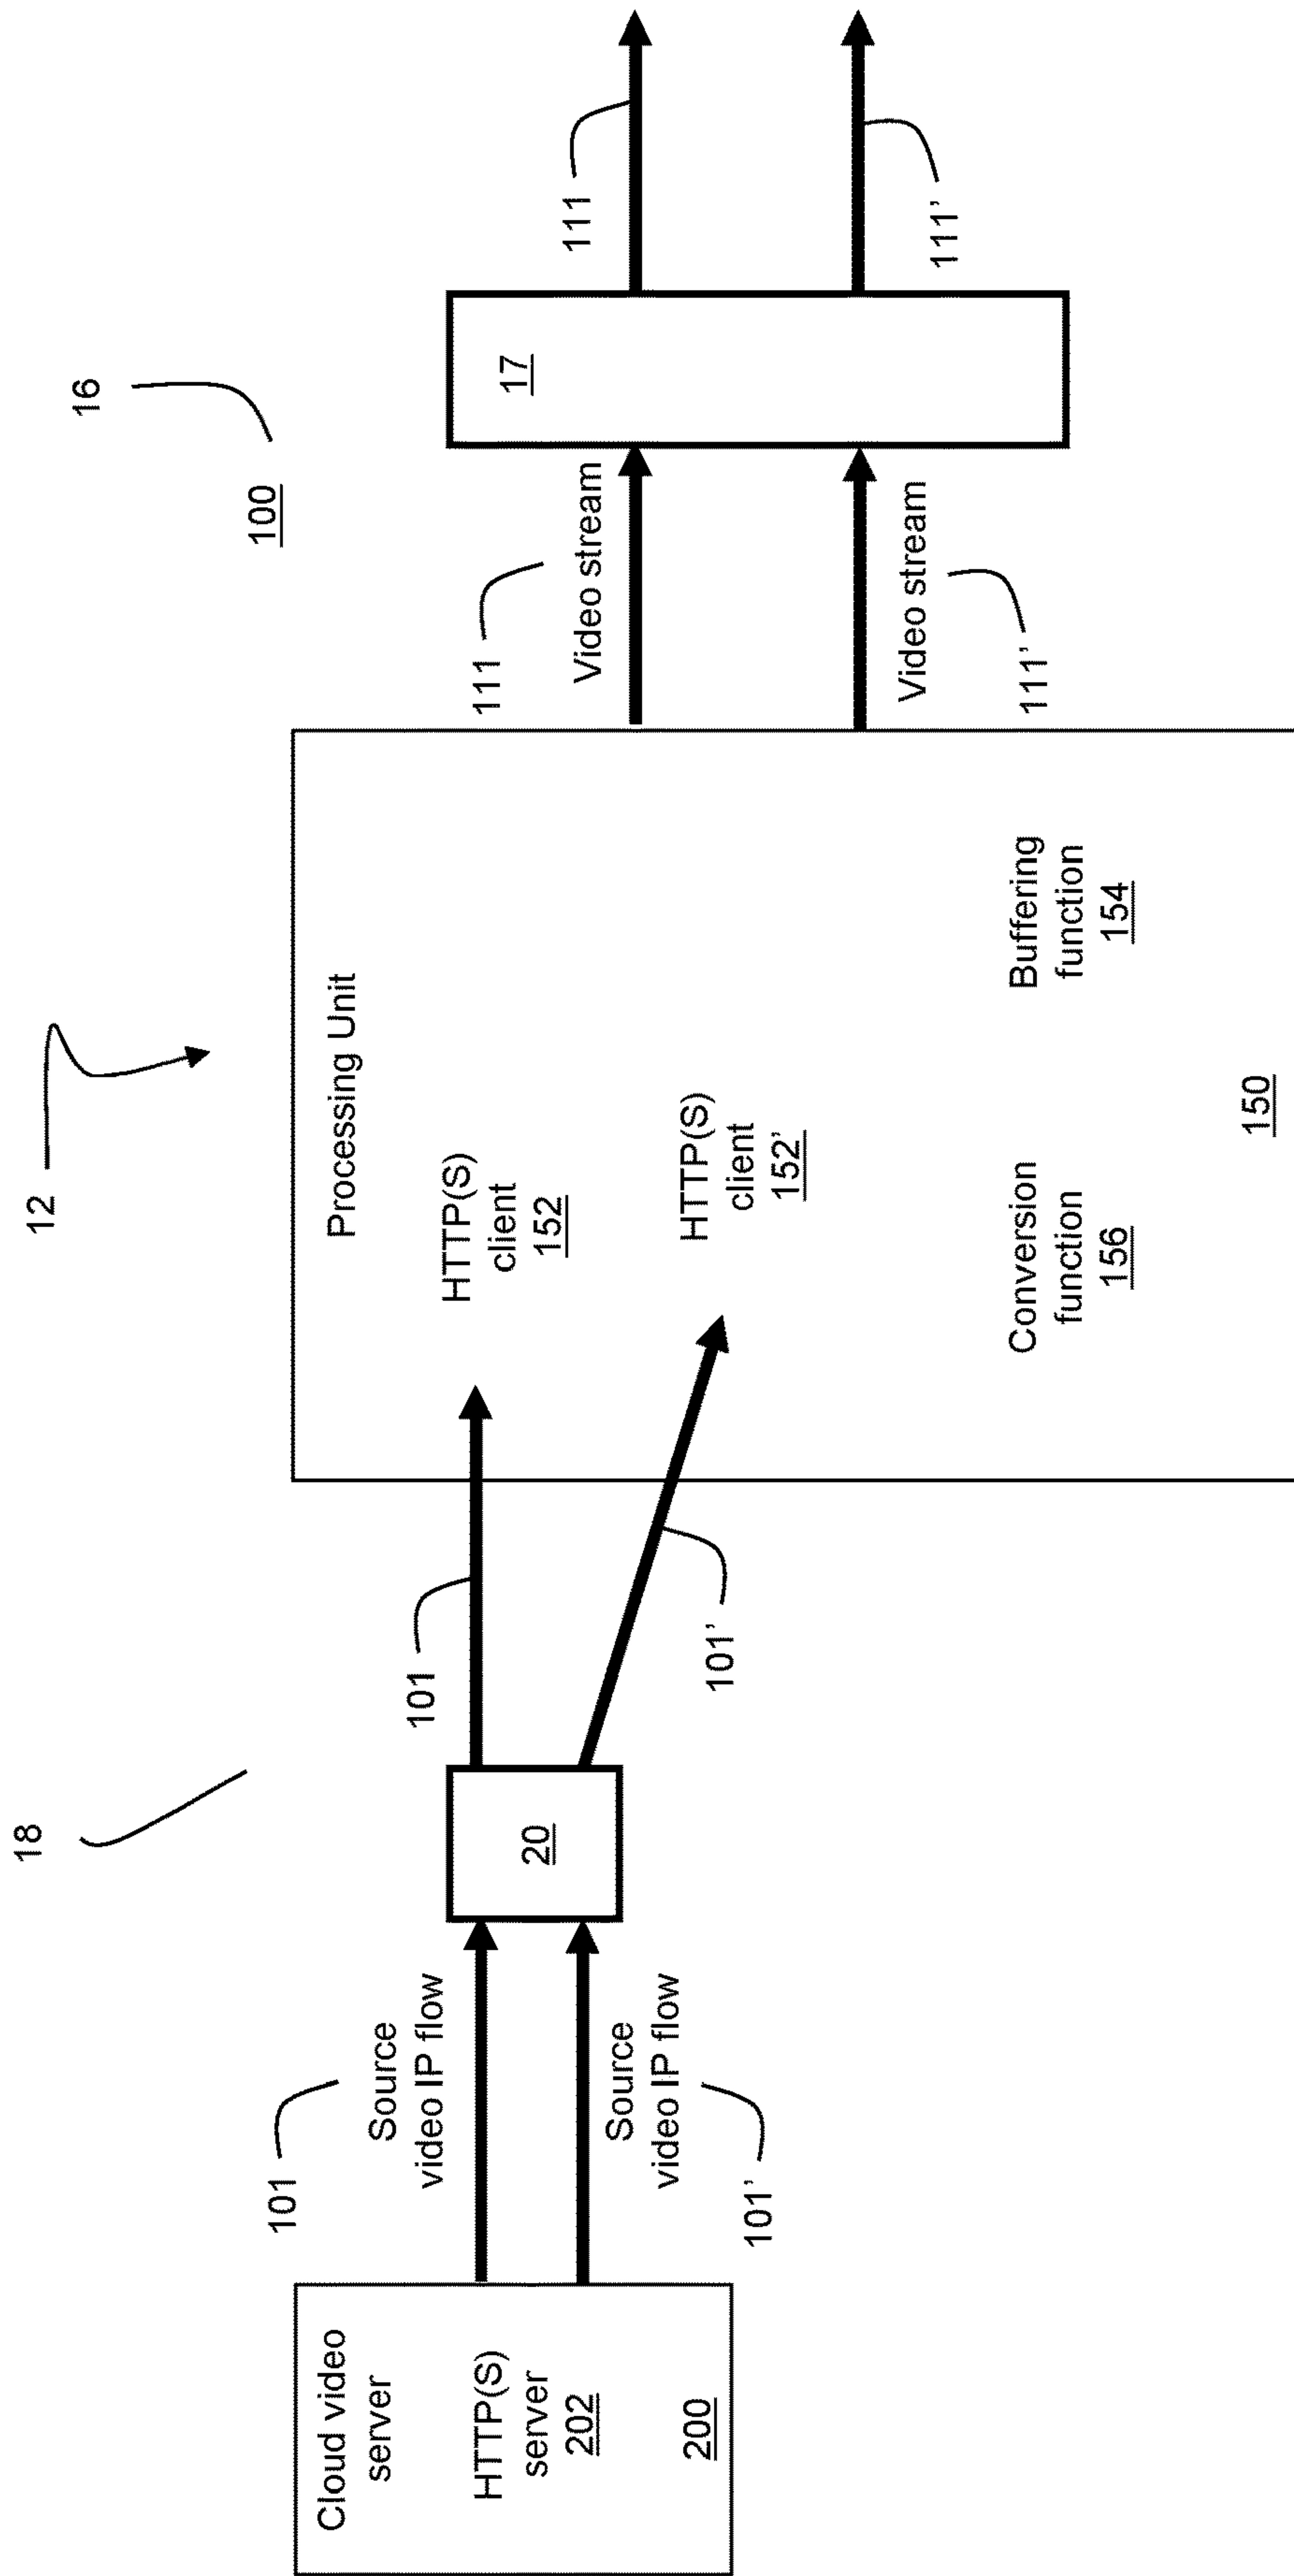 12
16
18
100
Cloud video
server
HTTP(S)
server
202
200
101
Source
video IP flow
Source
video IP flow
101'
20
101
101'
Processing Unit
HTTP(S)
client
152
HTTP(S)
client
152'
Conversion
function
156
Buffering
function
154
150
111
Video stream
Video stream
111'
17
111
111'